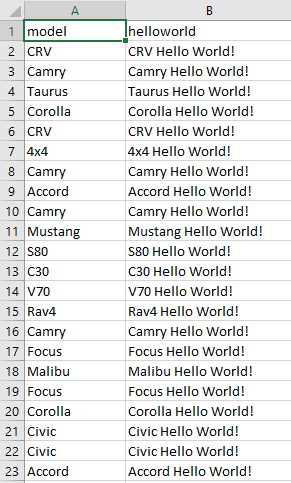 A B
1 model helloworld
2 CRV CRV Hello World!
3 Camry Camry Hello World!
4 Taurus Taurus Hello World!
5 Corolla Corolla Hello World!
6 CRV CRV Hello World!
7 4x4 4x4 Hello World!
8 Camry Camry Hello World!
9 Accord Accord Hello World!
10 Camry Camry Hello World!
11 Mustang Mustang Hello World!
12 S80 S80 Hello World!
13 C30 C30 Hello World!
14 V70 V70 Hello World!
15 Rav4 Rav4 Hello World!
16 Camry Camry Hello World!
17 Focus Focus Hello World!
18 Malibu Malibu Hello World!
19 Focus Focus Hello World!
20 Corolla Corolla Hello World!
21 Civic Civic Hello World!
22 Civic Civic Hello World!
23 Accord Accord Hello World!